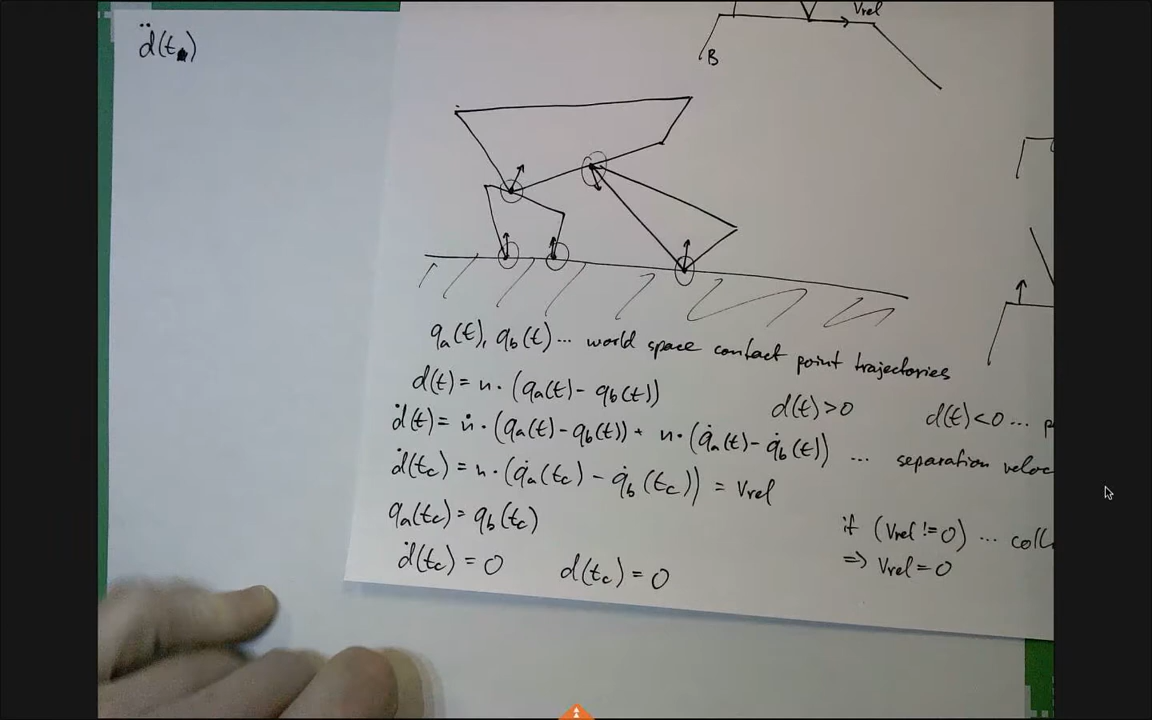 d̈(t)
Vrel
B
qa(t), qb(t)... world space contact point trajectories
d(t) = n · (qa(t) - qb(t))
d(t)>0
d(t)<0 ...
ḋ(t) = ṅ · (qa(t) - qb(t)) + n · (q̇a(t) - q̇b(t)) ... separation veloc
ḋ(tc) = n · (q̇a(tc) - q̇b(tc)) = Vrel
qa(tc) = qb(tc)
if (Vrel != 0) ... coll
ḋ(tc) = 0
d(tc) = 0
=> Vrel = 0